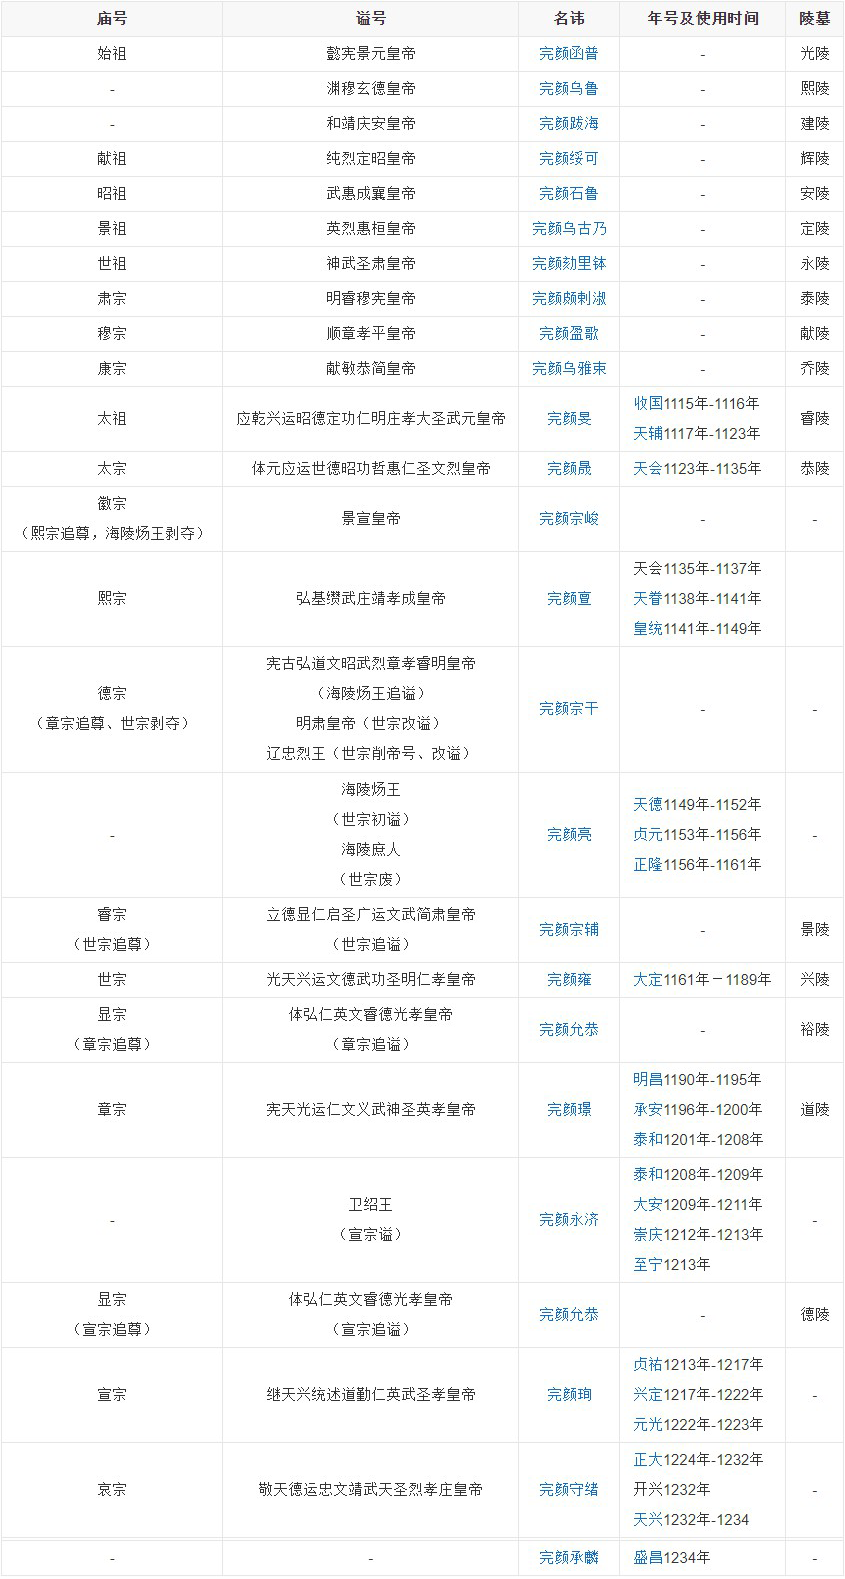 庙号 谥号 名讳 年号及使用时间 陵墓
始祖 懿宪景元皇帝 完颜函普 - 光陵
- 渊穆玄德皇帝 完颜乌鲁 - 熙陵
- 和靖庆安皇帝 完颜跋海 - 建陵
献祖 纯烈定昭皇帝 完颜绥可 - 辉陵
昭祖 武惠成襄皇帝 完颜石鲁 - 安陵
景祖 英烈惠桓皇帝 完颜乌古乃 - 定陵
世祖 神武圣肃皇帝 完颜劾里钵 - 永陵
肃宗 明睿穆宪皇帝 完颜颇剌淑 - 泰陵
穆宗 顺章孝平皇帝 完颜盈歌 - 献陵
康宗 献敏恭简皇帝 完颜乌雅束 - 乔陵
太祖 应乾兴运昭德定功仁明庄孝大圣武元皇帝 完颜旻
收国1115年-1116年
天辅1117年-1123年
睿陵
太宗 体元应运世德昭功哲惠仁圣文烈皇帝 完颜晟 天会1123年-1135年 恭陵
徽宗
（熙宗追尊，海陵炀王剥夺）
景宣皇帝 完颜宗峻 - -
熙宗 弘基缵武庄靖孝成皇帝 完颜亶
天会1135年-1137年
天眷1138年-1141年
皇统1141年-1149年
德宗
（章宗追尊、世宗剥夺）
宪古弘道文昭武烈章孝睿明皇帝
（海陵炀王追谥）
明肃皇帝（世宗改谥）
辽忠烈王（世宗削帝号、改谥）
完颜宗干 - -
-
海陵炀王
（世宗初谥）
海陵庶人
（世宗废）
完颜亮
天德1149年-1152年
贞元1153年-1156年
正隆1156年-1161年
-
睿宗
（世宗追尊）
立德显仁启圣广运文武简肃皇帝
（世宗追谥）
完颜宗辅 - 景陵
世宗 光天兴运文德武功圣明仁孝皇帝 完颜雍 大定1161年－1189年 兴陵
显宗
（章宗追尊）
体弘仁英文睿德光孝皇帝
（章宗追谥）
完颜允恭 - 裕陵
章宗 宪天光运仁文义武神圣英孝皇帝 完颜璟
明昌1190年-1195年
承安1196年-1200年
泰和1201年-1208年
道陵
-
卫绍王
（宣宗谥）
完颜永济
泰和1208年-1209年
大安1209年-1211年
崇庆1212年-1213年
至宁1213年
-
显宗
（宣宗追尊）
体弘仁英文睿德光孝皇帝
（宣宗追谥）
完颜允恭 - 德陵
宣宗 继天兴统述道勤仁英武圣孝皇帝 完颜珣
贞祐1213年-1217年
兴定1217年-1222年
元光1222年-1223年
-
哀宗 敬天德运忠文靖武天圣烈孝庄皇帝 完颜守绪
正大1224年-1232年
开兴1232年
天兴1232年-1234
-
- - 完颜承麟 盛昌1234年 -